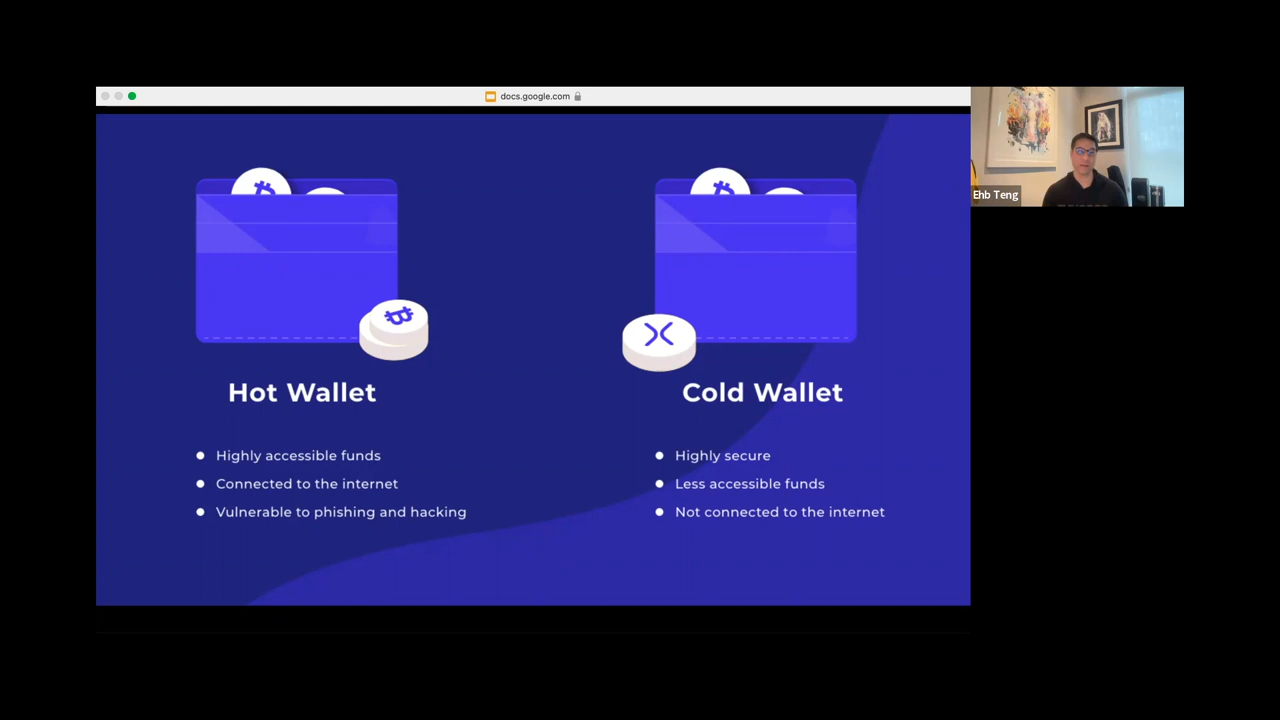 docs.google.com
Ehb Teng
Hot Wallet
Highly accessible funds
Connected to the internet
Vulnerable to phishing and hacking
Cold Wallet
Highly secure
Less accessible funds
Not connected to the internet